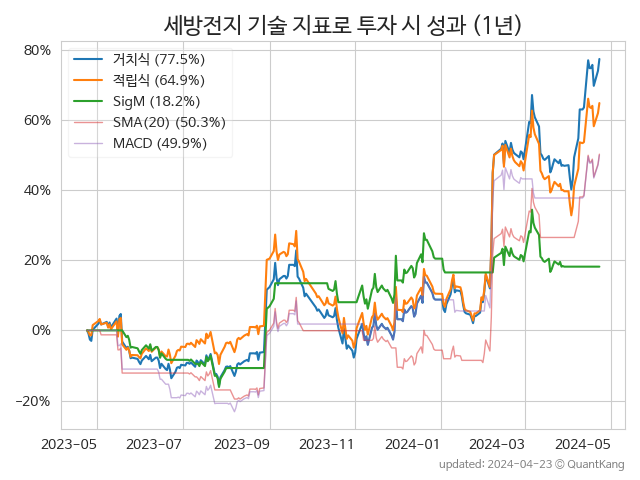 세방전지 기술 지표로 투자 시 성과 (1년)
80%
60%
40%
20%
0%
−20%
거치식 (77.5%)
적립식 (64.9%)
SigM (18.2%)
SMA(20) (50.3%)
MACD (49.9%)
2023-05 2023-07 2023-09 2023-11 2024-01 2024-03 2024-05
updated: 2024-04-23 © QuantKang